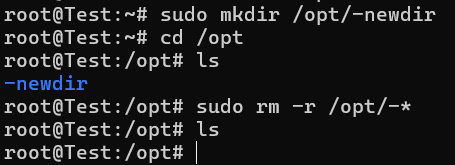 root@Test:~# sudo mkdir /opt/-newdir
root@Test:~# cd /opt
root@Test:/opt# ls
-newdir
root@Test:/opt# sudo rm -r /opt/-*
root@Test:/opt# ls
root@Test:/opt#